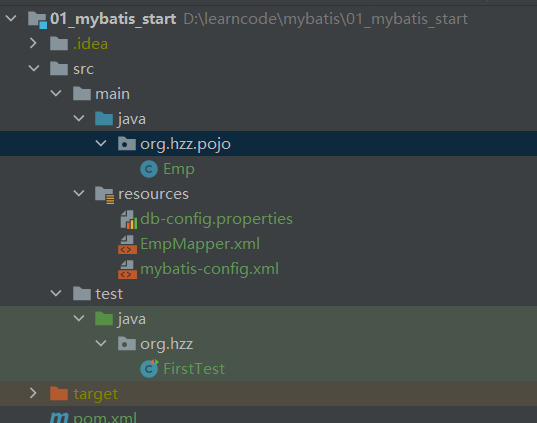 01_mybatis_start D:\learncode\mybatis\01_mybatis_start
.idea
src
main
java
org.hzz.pojo
Emp
resources
db-config.properties
EmpMapper.xml
mybatis-config.xml
test
java
org.hzz
FirstTest
target
pom.xml